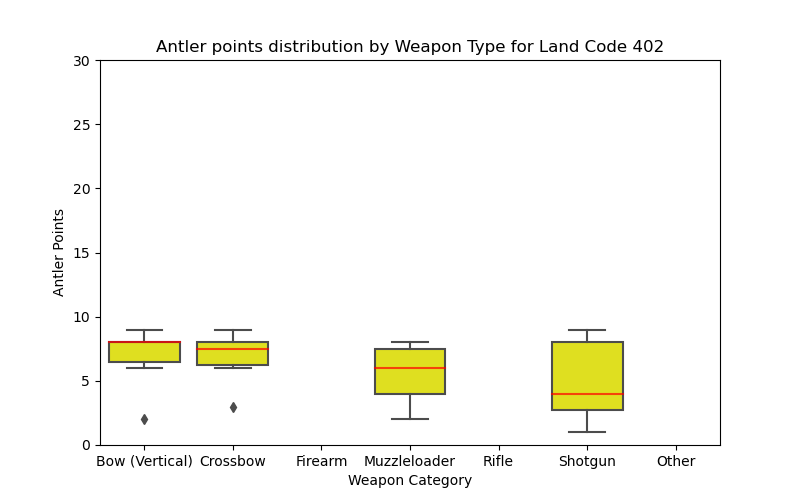 Antler points distribution by Weapon Type for Land Code 402
30
25
20
15
10
5
0
Antler Points
Bow (Vertical) Crossbow Firearm Muzzleloader Rifle Shotgun Other
Weapon Category